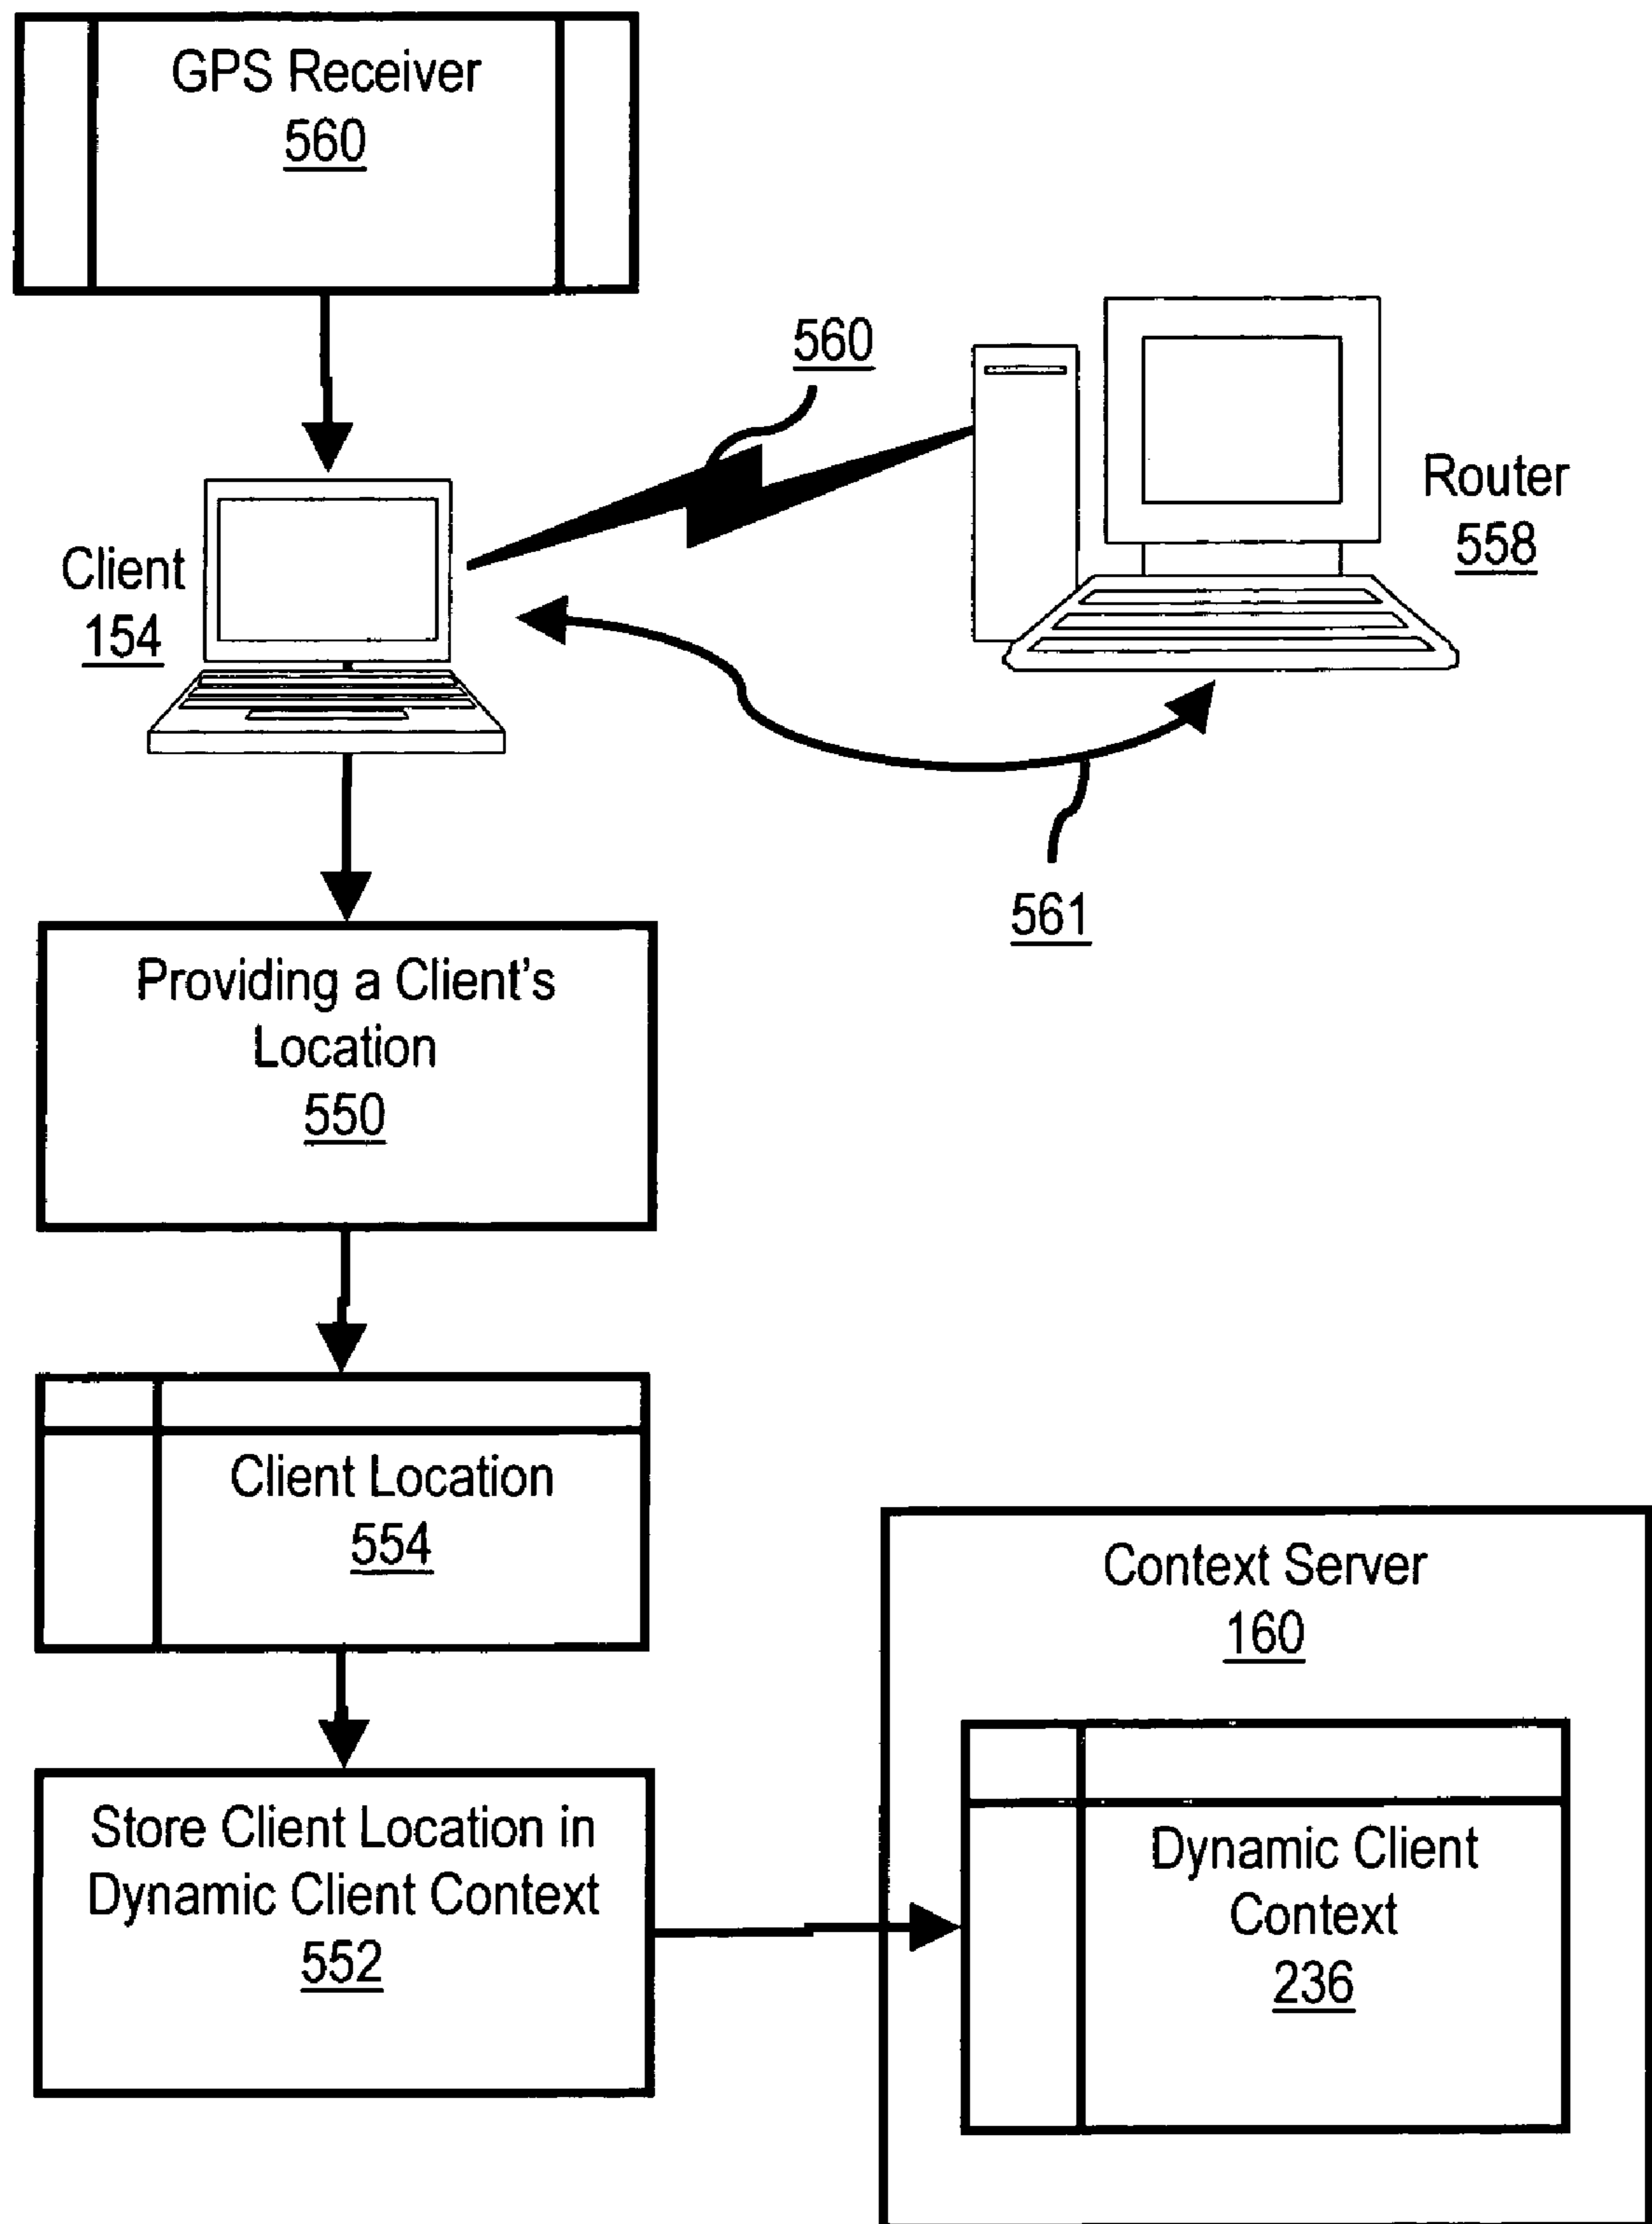 GPS Receiver
560
560
Router
558
Client
154
561
Providing a Client's
Location
550
Client Location
554
Context Server
160
Store Client Location in
Dynamic Client Context
552
Dynamic Client
Context
236